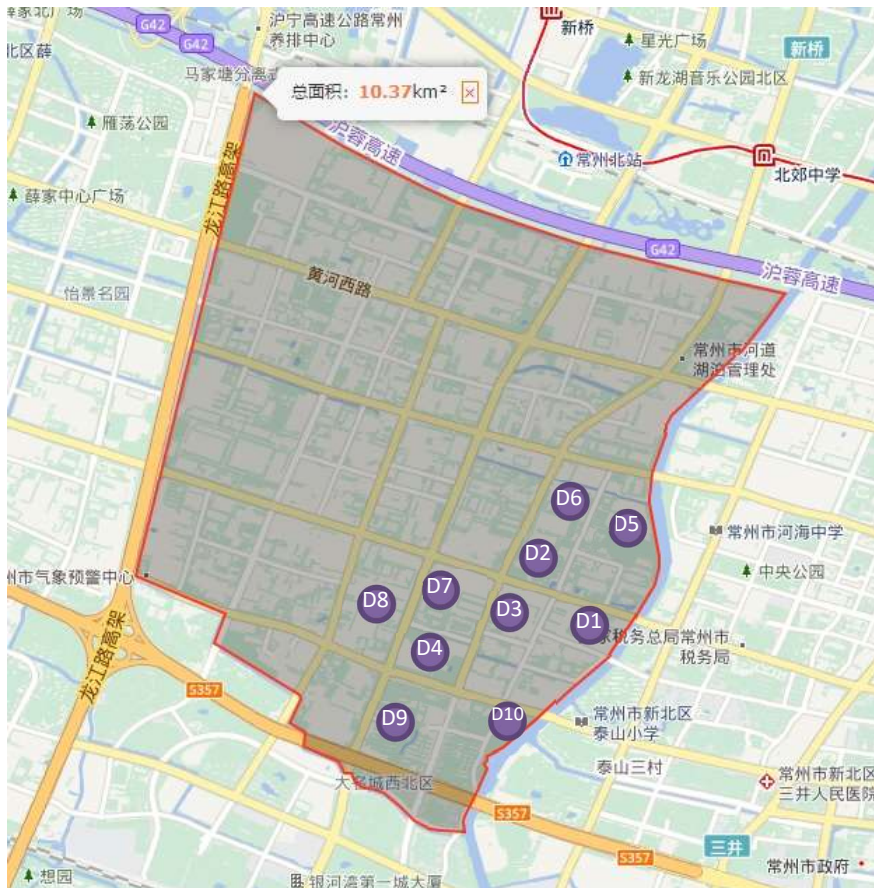 G42
沪宁高速公路常州
养排中心
新桥
星光广场
新桥
北区薛
G42
马家塘分离
新龙湖音乐公园北区
总面积：10.37km²
雁荡公园
沪蓉高速
常州北站
北郊中学
龙江路高架
薛家中心广场
G42
沪蓉高速
黄河西路
怡景名园
常州市河道
湖泊管理处
D6
D5
常州市河海中学
D2
中央公园
州市气象预警中心
D7
D8
D3
D1
家税务总局常州市
税务局
龙江路高架
D4
S357
D9
D10
常州市新北区
泰山小学
泰山三村
常州市新北区
三井人民医院
大名城西北区
S357
三井
S357
常州市政府
想园
银河湾第一城大厦